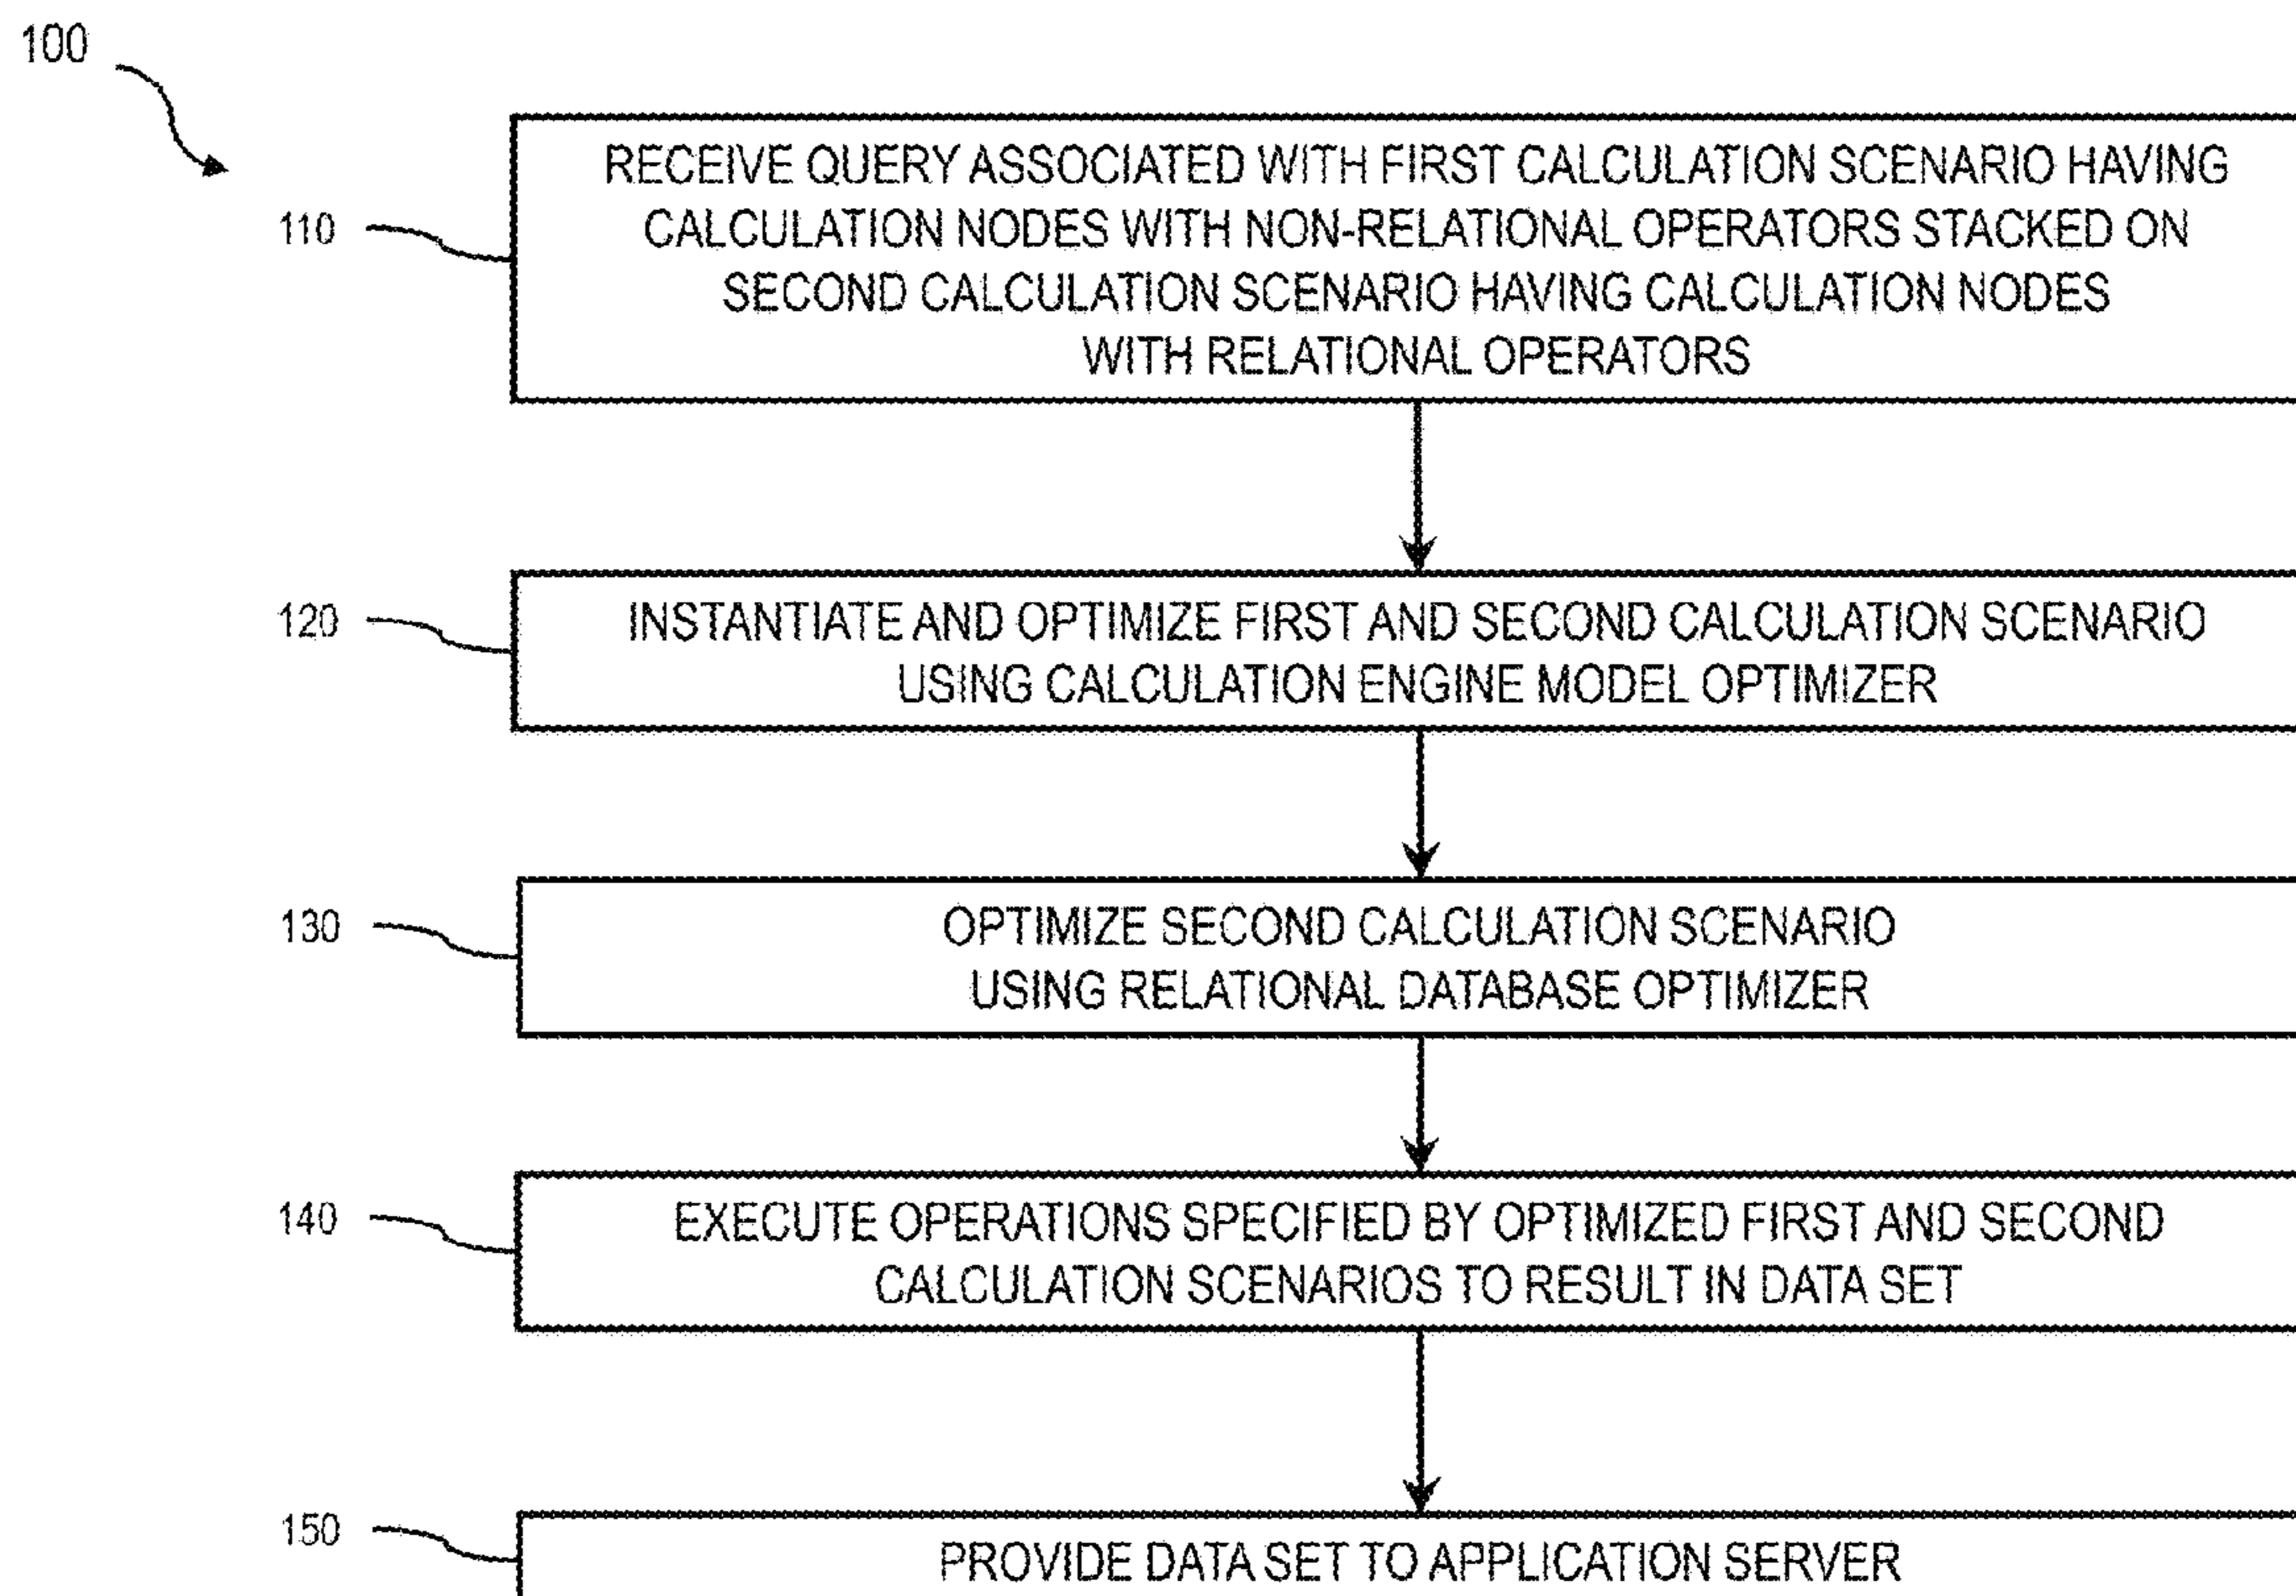 100
110
RECEIVE QUERY ASSOCIATED WITH FIRST CALCULATION SCENARIO HAVING
CALCULATION NODES WITH NON-RELATIONAL OPERATORS STACKED ON
SECOND CALCULATION SCENARIO HAVING CALCULATION NODES
WITH RELATIONAL OPERATORS
120
INSTANTIATE AND OPTIMIZE FIRST AND SECOND CALCULATION SCENARIO
USING CALCULATION ENGINE MODEL OPTIMIZER
130
OPTIMIZE SECOND CALCULATION SCENARIO
USING RELATIONAL DATABASE OPTIMIZER
140
EXECUTE OPERATIONS SPECIFIED BY OPTIMIZED FIRST AND SECOND
CALCULATION SCENARIOS TO RESULT IN DATA SET
150
PROVIDE DATA SET TO APPLICATION SERVER